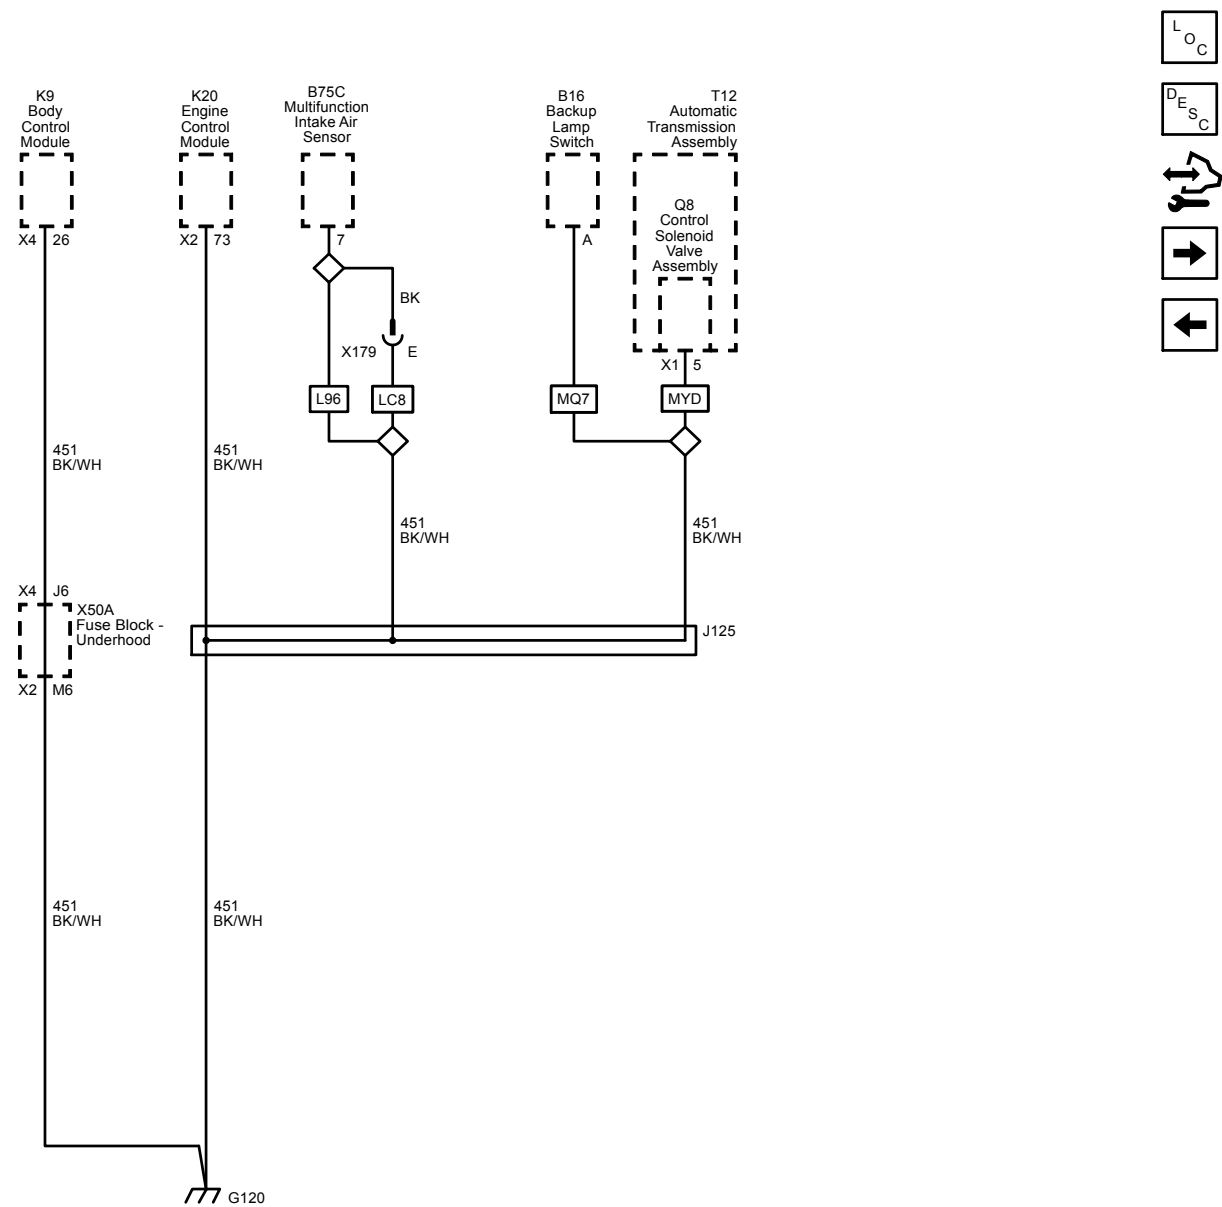 L
O
C
D
E
S
C
K9
Body
Control
Module
K20
Engine
Control
Module
B75C
Multifunction
Intake Air
Sensor
B16
Backup
Lamp
Switch
T12
Automatic
Transmission
Assembly
Q8
Control
Solenoid
Valve
Assembly
X4 26
X2 73
7
A
BK
X179 E
X1 5
L96
LC8
MQ7
MYD
451
BK/WH
451
BK/WH
451
BK/WH
451
BK/WH
X4 J6
X50A
Fuse Block -
Underhood
X2 M6
J125
451
BK/WH
451
BK/WH
G120